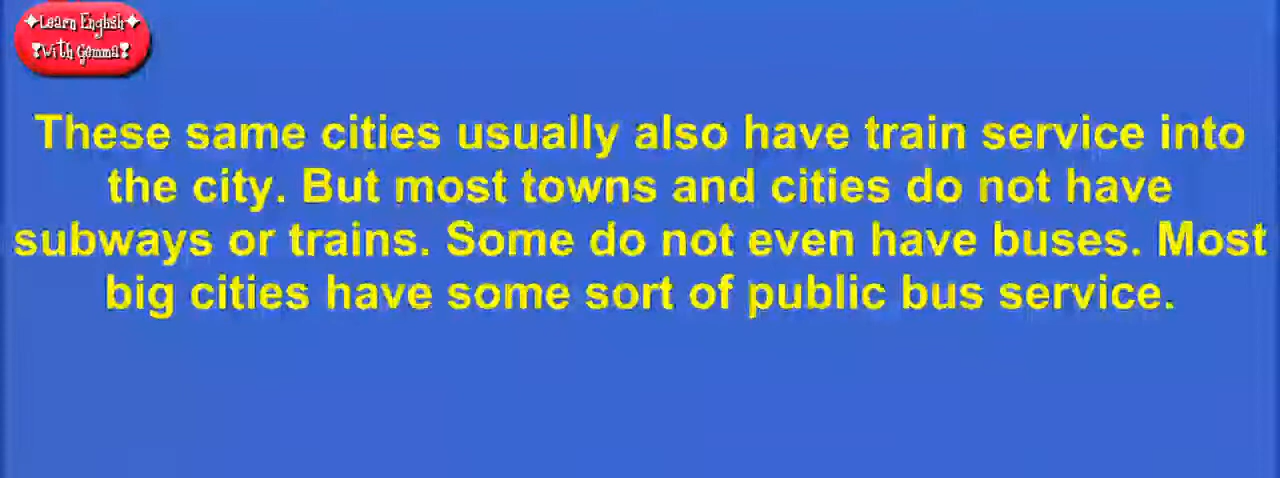 Learn English
With Gemma
These same cities usually also have train service into
the city. But most towns and cities do not have
subways or trains. Some do not even have buses. Most
big cities have some sort of public bus service.